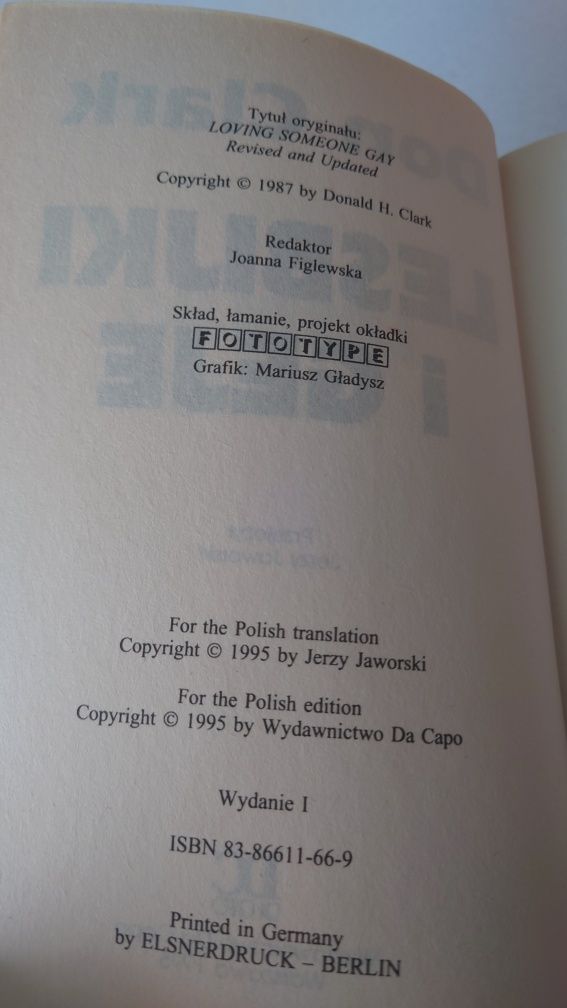 Tytuł oryginału:
LOVING SOMEONE GAY
Revised and Updated
Copyright © 1987 by Donald H. Clark
Redaktor
Joanna Figlewska
Skład, łamanie, projekt okładki
FOTOTYPE
Grafik: Mariusz Gładysz
For the Polish translation
Copyright © 1995 by Jerzy Jaworski
For the Polish edition
Copyright © 1995 by Wydawnictwo Da Capo
Wydanie I
ISBN 83-86611-66-9
Printed in Germany
by ELSNERDRUCK – BERLIN